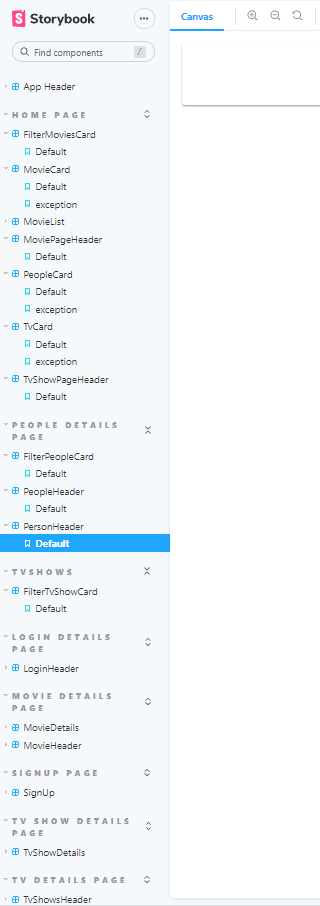 Storybook
Canvas
Find components
/
App Header
HOME PAGE
FilterMoviesCard
Default
MovieCard
Default
exception
MovieList
MoviePageHeader
Default
PeopleCard
Default
exception
TvCard
Default
exception
TvShowPageHeader
Default
PEOPLE DETAILS
PAGE
FilterPeopleCard
Default
PeopleHeader
Default
PersonHeader
Default
TVSHOWS
FilterTvShowCard
Default
LOGIN DETAILS
PAGE
LoginHeader
MOVIE DETAILS
PAGE
MovieDetails
MovieHeader
SIGNUP PAGE
SignUp
TV SHOW DETAILS
PAGE
TvShowDetails
TV DETAILS PAGE
TvShowsHeader